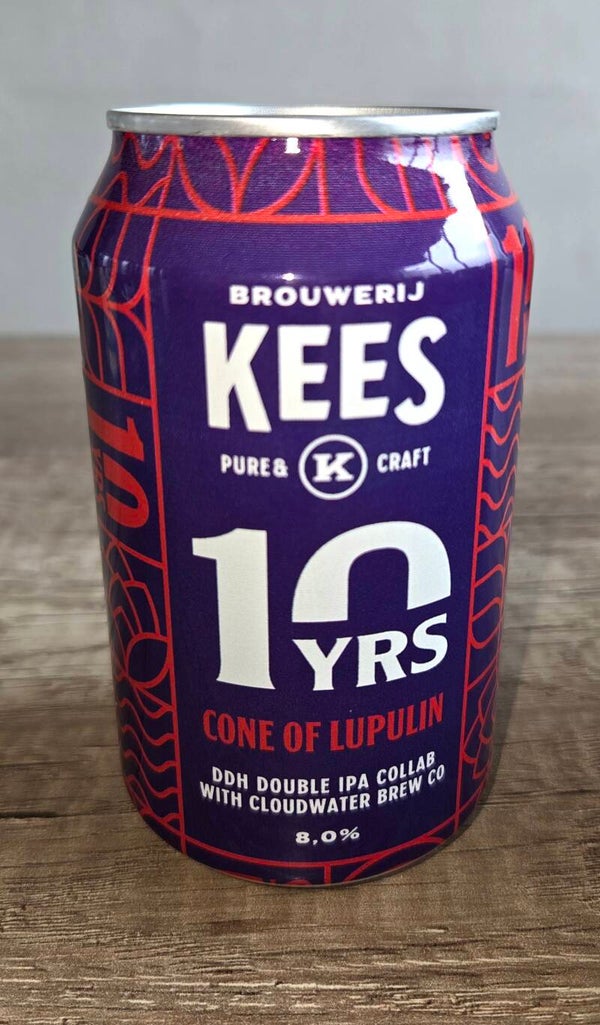 BROUWERIJ
KEES
PURE & K CRAFT
10
YRS
CONE OF LUPULIN
DDH DOUBLE IPA COLLAB
WITH CLOUDWATER BREW CO
8,0%
10